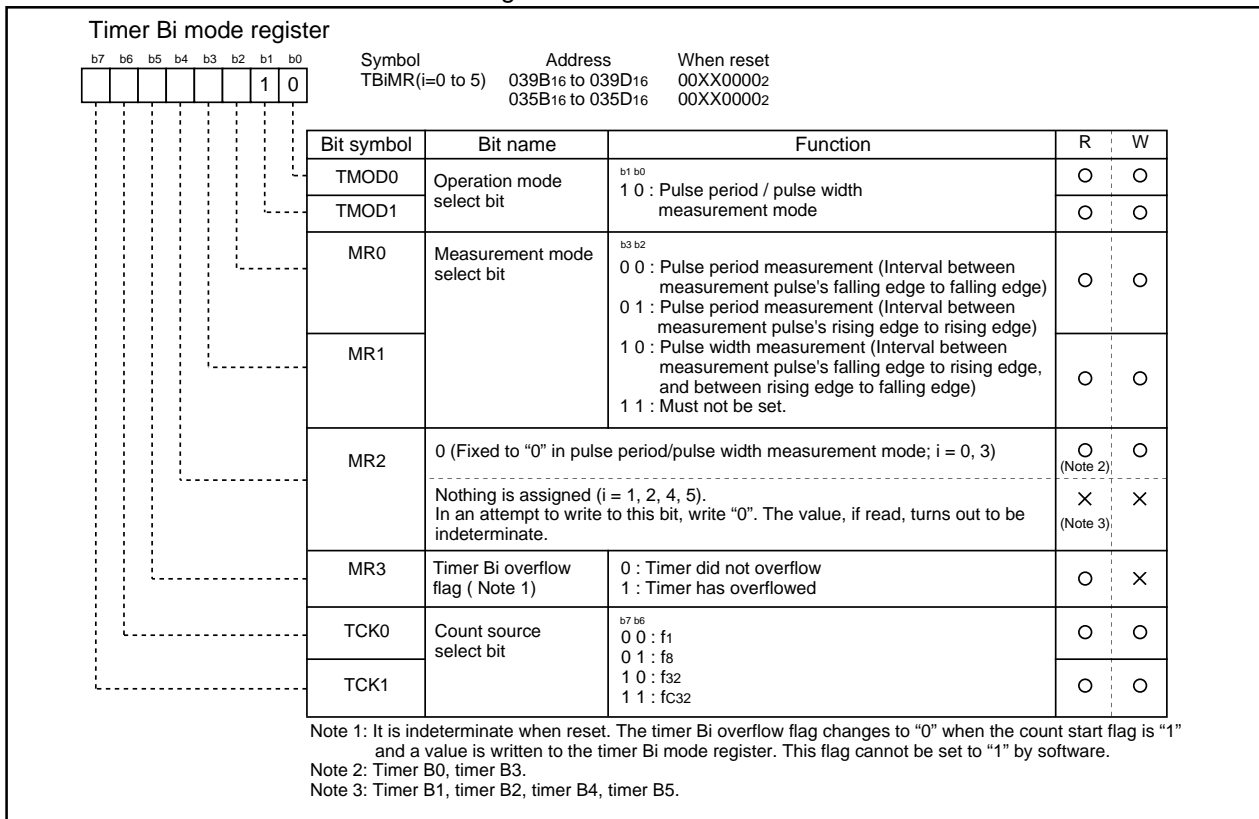 Timer Bi mode register
b7 b6 b5 b4 b3 b2 b1 b0
1 0
Symbol Address When reset
TBiMR(i=0 to 5) 039B16 to 039D16 00XX00002
035B16 to 035D16 00XX00002
Bit symbol Bit name Function R W
TMOD0
TMOD1
Operation mode
select bit
b1 b0
1 0 : Pulse period / pulse width
measurement mode
MR0
MR1
Measurement mode
select bit
b3 b2
0 0 : Pulse period measurement (Interval between
measurement pulse's falling edge to falling edge)
0 1 : Pulse period measurement (Interval between
measurement pulse's rising edge to rising edge)
1 0 : Pulse width measurement (Interval between
measurement pulse's falling edge to rising edge,
and between rising edge to falling edge)
1 1 : Must not be set.
MR2
0 (Fixed to “0” in pulse period/pulse width measurement mode; i = 0, 3)
(Note 2)
Nothing is assigned (i = 1, 2, 4, 5).
In an attempt to write to this bit, write “0”. The value, if read, turns out to be
indeterminate.
(Note 3)
MR3
Timer Bi overflow
flag ( Note 1)
0 : Timer did not overflow
1 : Timer has overflowed
TCK0
TCK1
Count source
select bit
b7 b6
0 0 : f1
0 1 : f8
1 0 : f32
1 1 : fC32
Note 1: It is indeterminate when reset. The timer Bi overflow flag changes to “0” when the count start flag is “1”
and a value is written to the timer Bi mode register. This flag cannot be set to “1” by software.
Note 2: Timer B0, timer B3.
Note 3: Timer B1, timer B2, timer B4, timer B5.